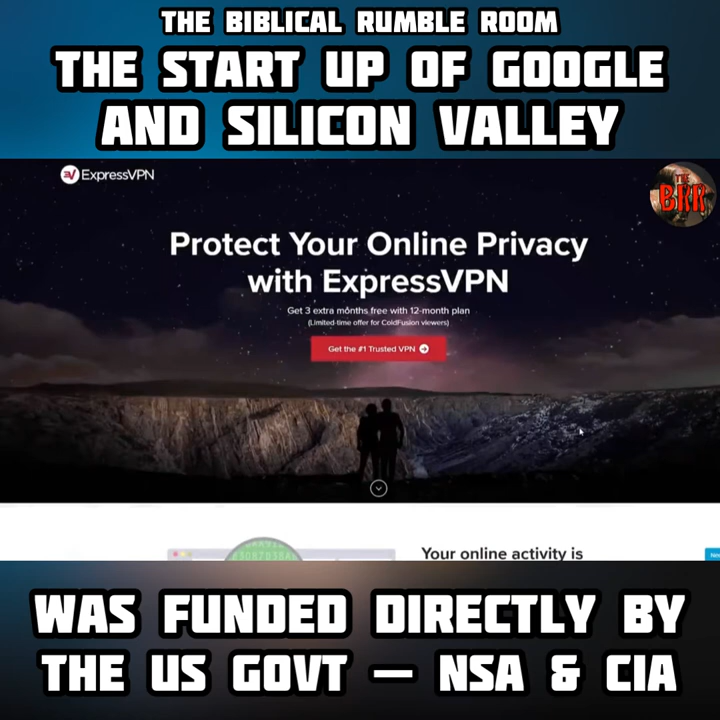 THE BIBLICAL RUMBLE ROOM
THE START UP OF GOOGLE
AND SILICON VALLEY
ExpressVPN
THE
BRR
Protect Your Online Privacy
with ExpressVPN
Get 3 extra months free with 12-month plan
(Limited-time offer for ColdFusion viewers)
Get the #1 Trusted VPN
Your online activity is
WAS FUNDED DIRECTLY BY
THE US GOVT — NSA & CIA